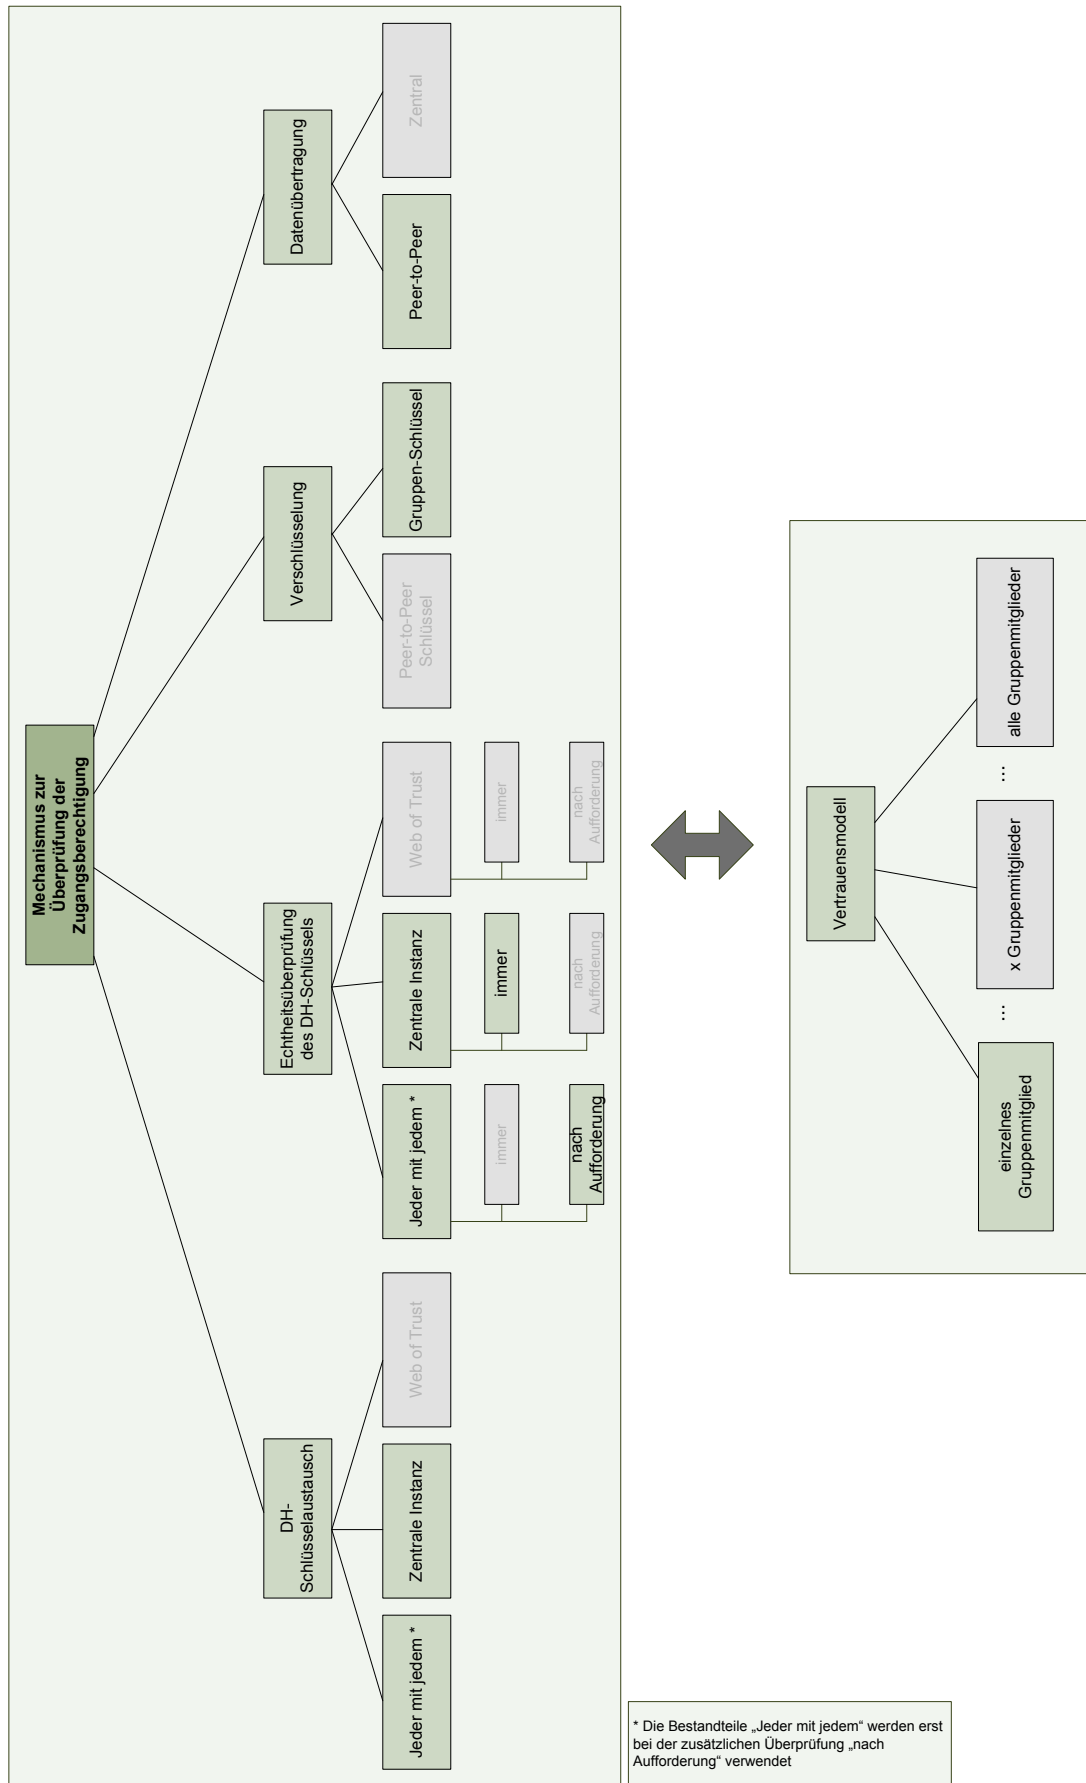 Mechanismus zur
Überprüfung der
Zugangsberechtigung
DH-
Schlüsselaustausch
Echtheitsüberprüfung
des DH-Schlüssels
Verschlüsselung
Datenübertragung
Jeder mit jedem *
Zentrale Instanz
Web of Trust
Jeder mit jedem *
Zentrale Instanz
Web of Trust
Peer-to-Peer
Schlüssel
Gruppen-Schlüssel
Peer-to-Peer
Zentral
immer
immer
immer
nach
Aufforderung
nach
Aufforderung
nach
Aufforderung
Vertrauensmodell
einzelnes
Gruppenmitglied
...
x Gruppenmitglieder
...
alle Gruppenmitglieder
* Die Bestandteile „Jeder mit jedem“ werden erst
bei der zusätzlichen Überprüfung „nach
Aufforderung“ verwendet